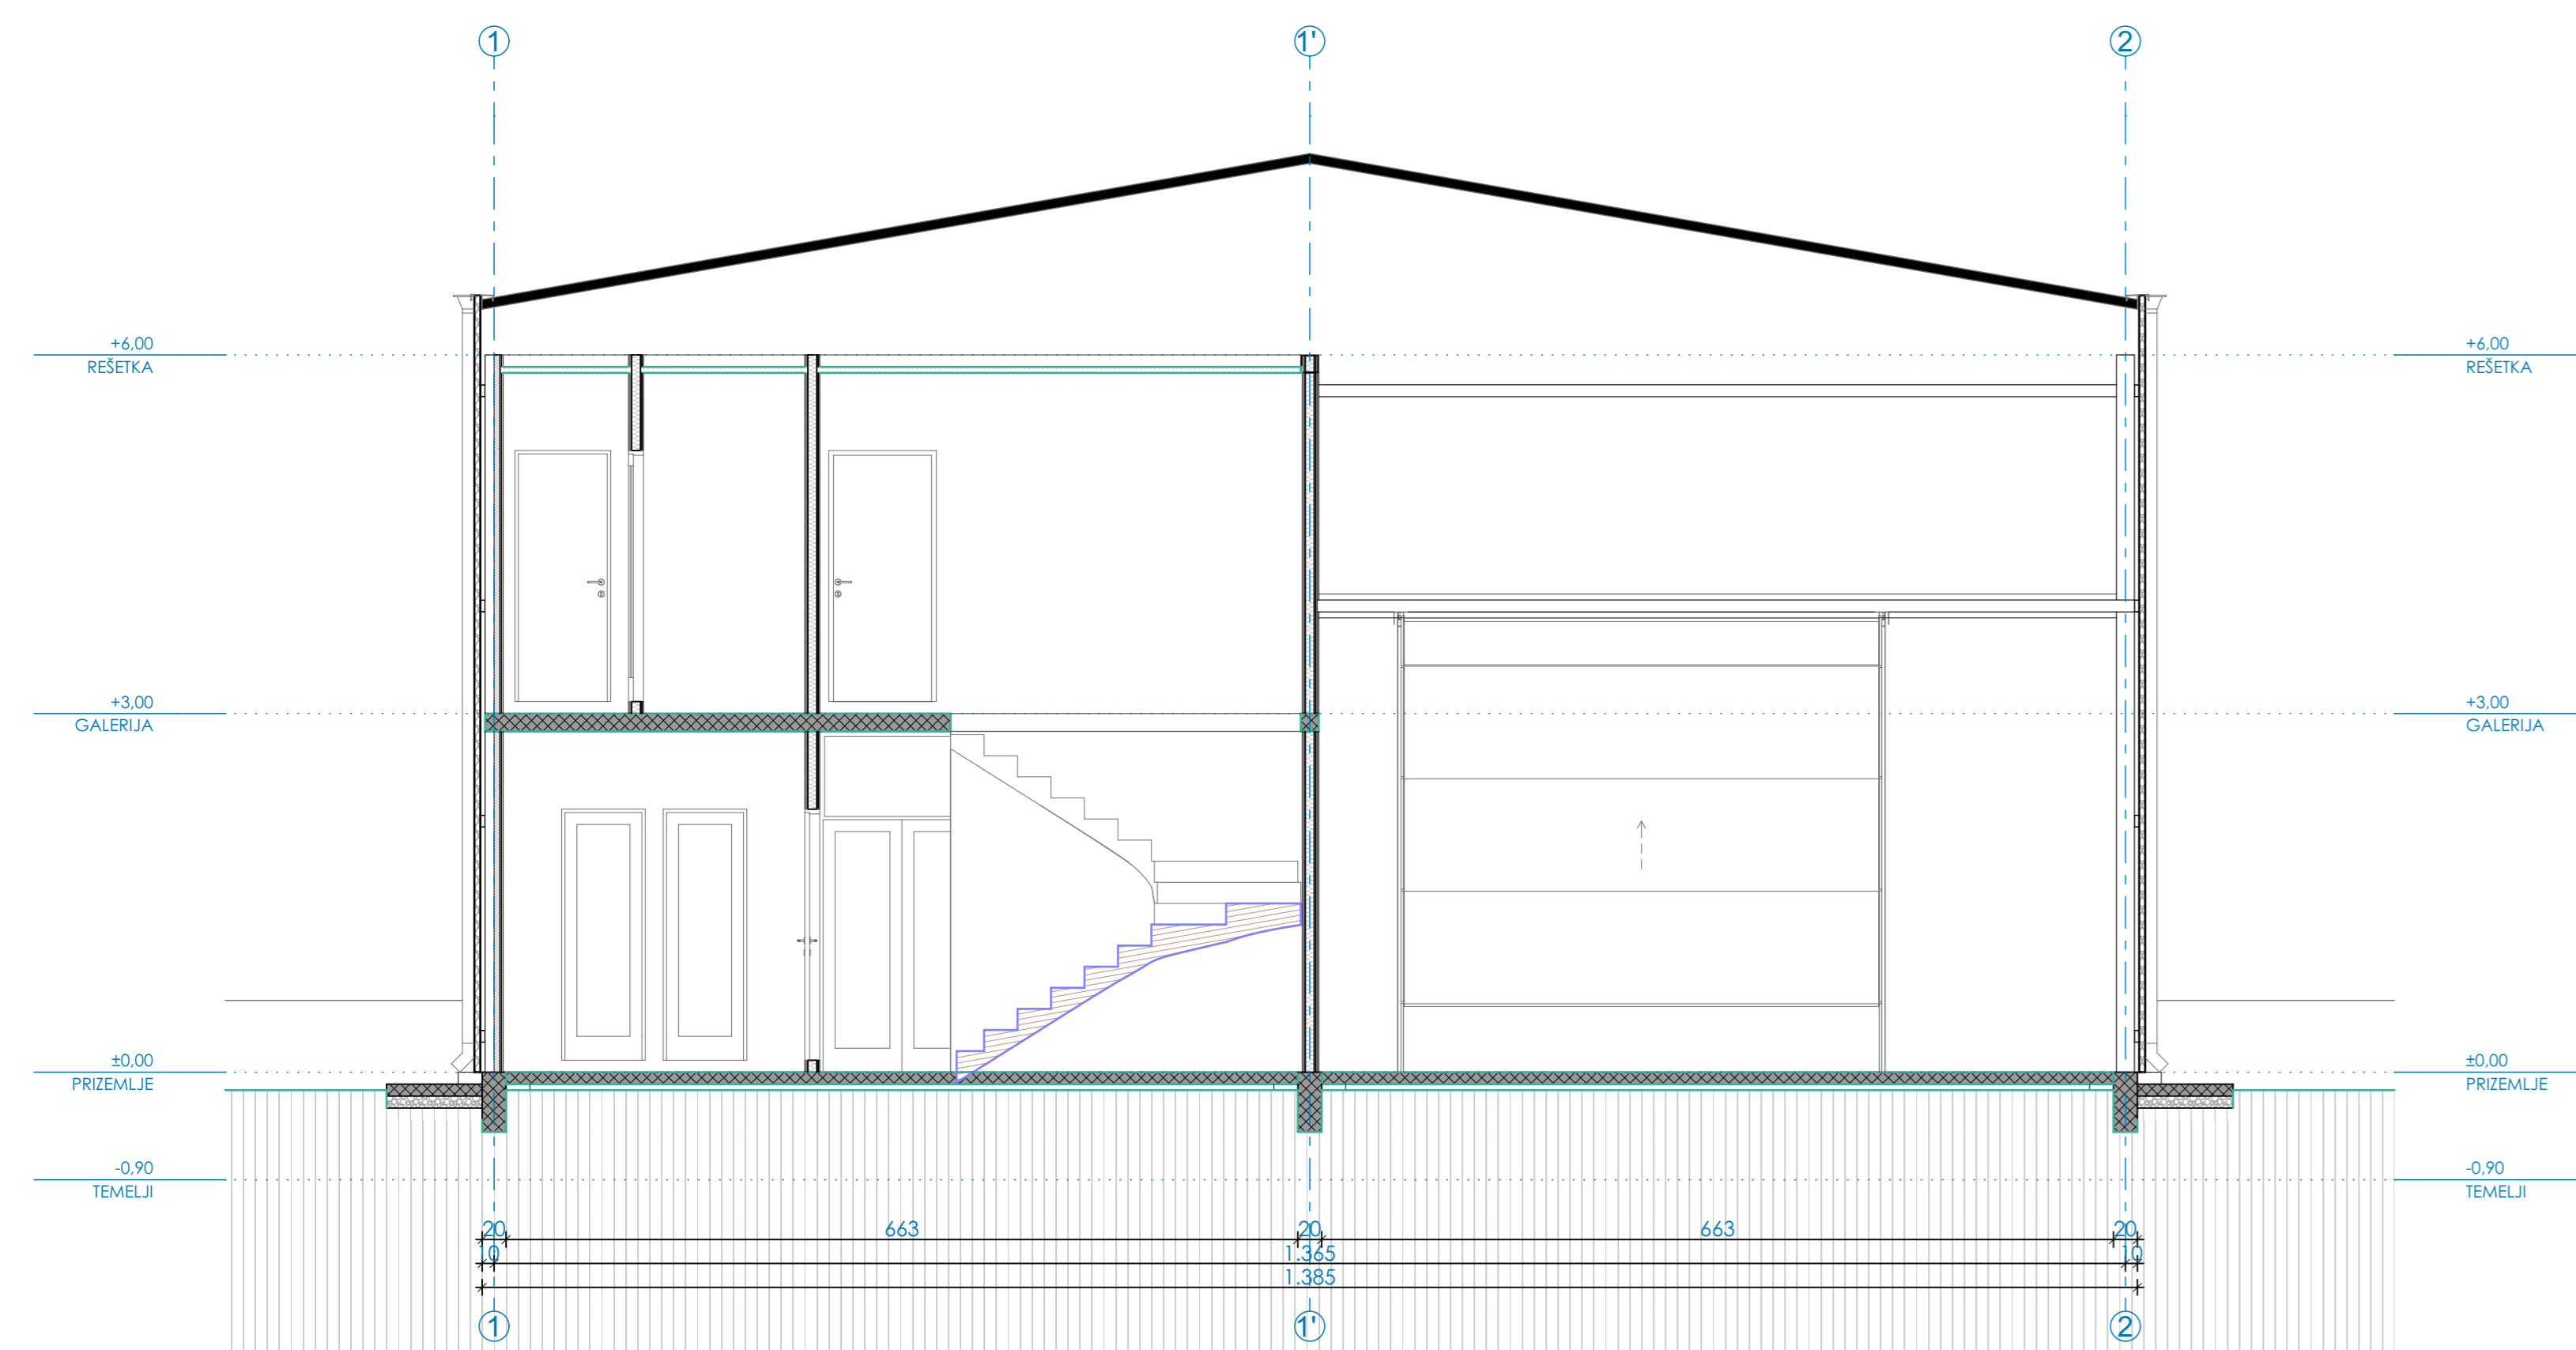 1 1' 2
+6,00 +6,00
REŠETKA REŠETKA
+3,00 +3,00
GALERIJA GALERIJA
±0,00 ±0,00
PRIZEMLJE PRIZEMLJE
-0,90 -0,90
TEMELJI TEMELJI
20 663 20 663 20
10 1.365 10
1.385
1 1' 2